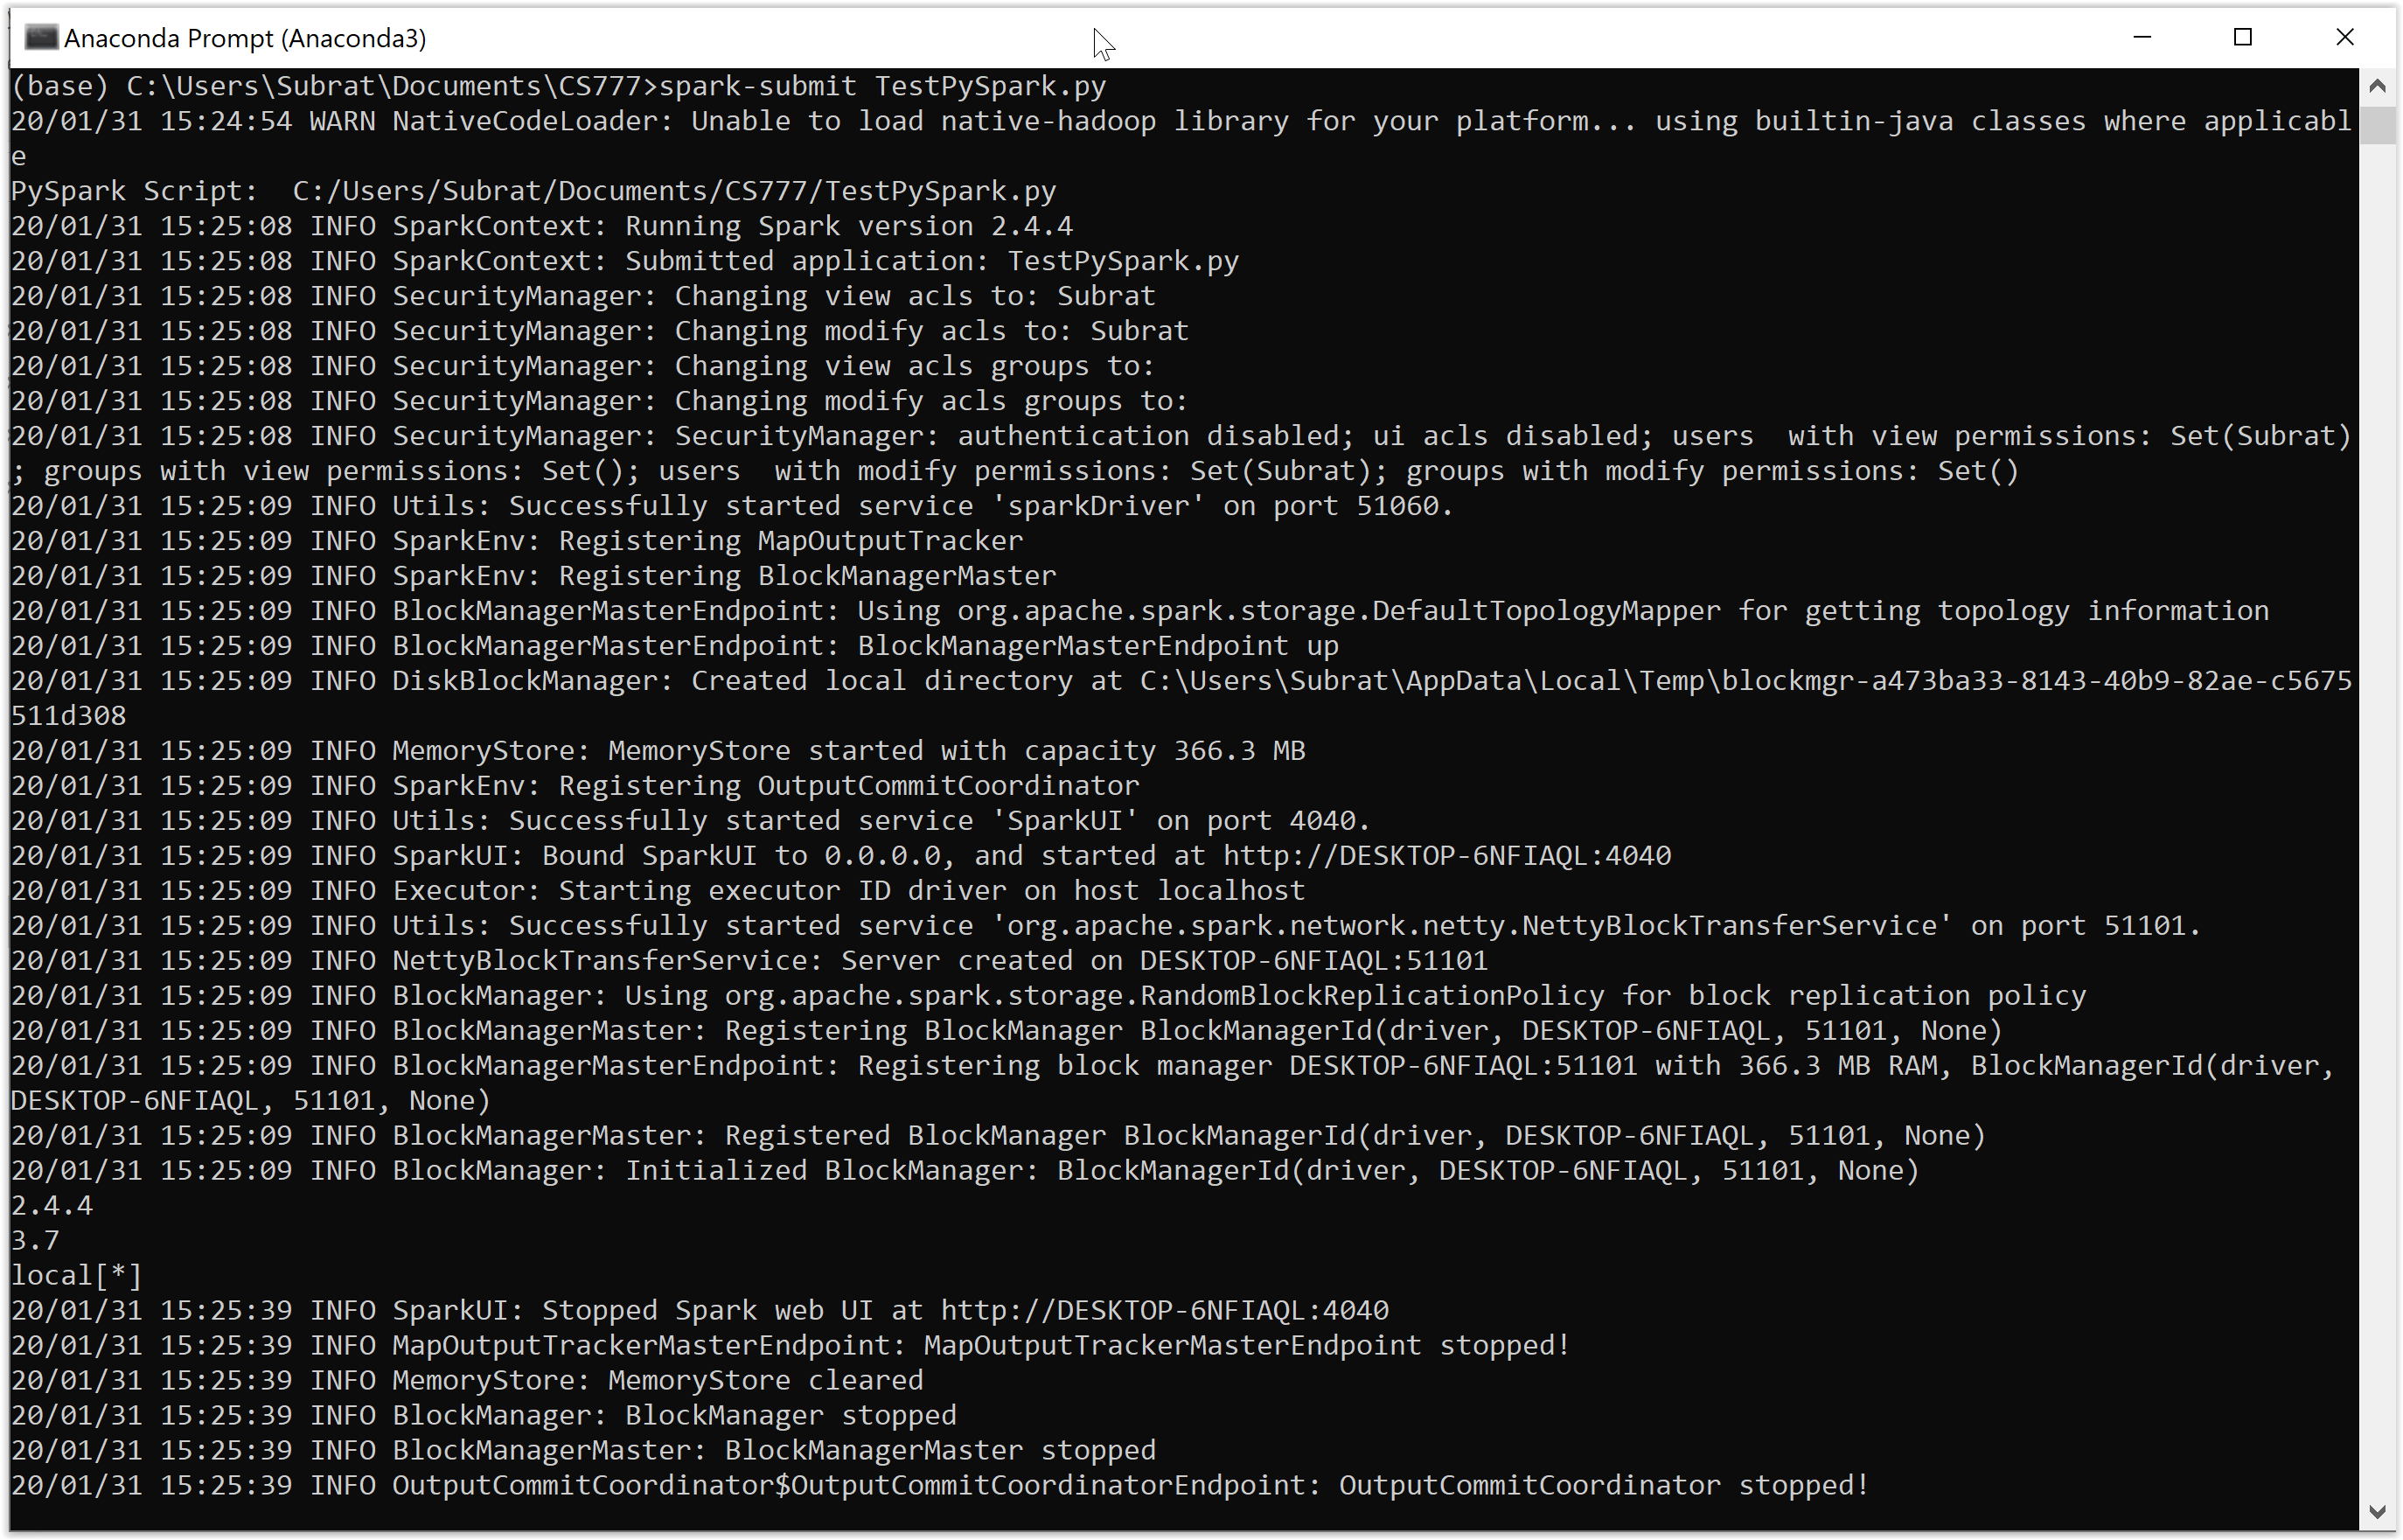 Anaconda Prompt (Anaconda3)
(base) C:\Users\Subrat\Documents\CS777>spark-submit TestPySpark.py
20/01/31 15:24:54 WARN NativeCodeLoader: Unable to load native-hadoop library for your platform... using builtin-java classes where applicabl
e
PySpark Script:  C:/Users/Subrat/Documents/CS777/TestPySpark.py
20/01/31 15:25:08 INFO SparkContext: Running Spark version 2.4.4
20/01/31 15:25:08 INFO SparkContext: Submitted application: TestPySpark.py
20/01/31 15:25:08 INFO SecurityManager: Changing view acls to: Subrat
20/01/31 15:25:08 INFO SecurityManager: Changing modify acls to: Subrat
20/01/31 15:25:08 INFO SecurityManager: Changing view acls groups to:
20/01/31 15:25:08 INFO SecurityManager: Changing modify acls groups to:
20/01/31 15:25:08 INFO SecurityManager: SecurityManager: authentication disabled; ui acls disabled; users  with view permissions: Set(Subrat)
; groups with view permissions: Set(); users  with modify permissions: Set(Subrat); groups with modify permissions: Set()
20/01/31 15:25:09 INFO Utils: Successfully started service 'sparkDriver' on port 51060.
20/01/31 15:25:09 INFO SparkEnv: Registering MapOutputTracker
20/01/31 15:25:09 INFO SparkEnv: Registering BlockManagerMaster
20/01/31 15:25:09 INFO BlockManagerMasterEndpoint: Using org.apache.spark.storage.DefaultTopologyMapper for getting topology information
20/01/31 15:25:09 INFO BlockManagerMasterEndpoint: BlockManagerMasterEndpoint up
20/01/31 15:25:09 INFO DiskBlockManager: Created local directory at C:\Users\Subrat\AppData\Local\Temp\blockmgr-a473ba33-8143-40b9-82ae-c5675
511d308
20/01/31 15:25:09 INFO MemoryStore: MemoryStore started with capacity 366.3 MB
20/01/31 15:25:09 INFO SparkEnv: Registering OutputCommitCoordinator
20/01/31 15:25:09 INFO Utils: Successfully started service 'SparkUI' on port 4040.
20/01/31 15:25:09 INFO SparkUI: Bound SparkUI to 0.0.0.0, and started at http://DESKTOP-6NFIAQL:4040
20/01/31 15:25:09 INFO Executor: Starting executor ID driver on host localhost
20/01/31 15:25:09 INFO Utils: Successfully started service 'org.apache.spark.network.netty.NettyBlockTransferService' on port 51101.
20/01/31 15:25:09 INFO NettyBlockTransferService: Server created on DESKTOP-6NFIAQL:51101
20/01/31 15:25:09 INFO BlockManager: Using org.apache.spark.storage.RandomBlockReplicationPolicy for block replication policy
20/01/31 15:25:09 INFO BlockManagerMaster: Registering BlockManager BlockManagerId(driver, DESKTOP-6NFIAQL, 51101, None)
20/01/31 15:25:09 INFO BlockManagerMasterEndpoint: Registering block manager DESKTOP-6NFIAQL:51101 with 366.3 MB RAM, BlockManagerId(driver,
DESKTOP-6NFIAQL, 51101, None)
20/01/31 15:25:09 INFO BlockManagerMaster: Registered BlockManager BlockManagerId(driver, DESKTOP-6NFIAQL, 51101, None)
20/01/31 15:25:09 INFO BlockManager: Initialized BlockManager: BlockManagerId(driver, DESKTOP-6NFIAQL, 51101, None)
2.4.4
3.7
local[*]
20/01/31 15:25:39 INFO SparkUI: Stopped Spark web UI at http://DESKTOP-6NFIAQL:4040
20/01/31 15:25:39 INFO MapOutputTrackerMasterEndpoint: MapOutputTrackerMasterEndpoint stopped!
20/01/31 15:25:39 INFO MemoryStore: MemoryStore cleared
20/01/31 15:25:39 INFO BlockManager: BlockManager stopped
20/01/31 15:25:39 INFO BlockManagerMaster: BlockManagerMaster stopped
20/01/31 15:25:39 INFO OutputCommitCoordinator$OutputCommitCoordinatorEndpoint: OutputCommitCoordinator stopped!